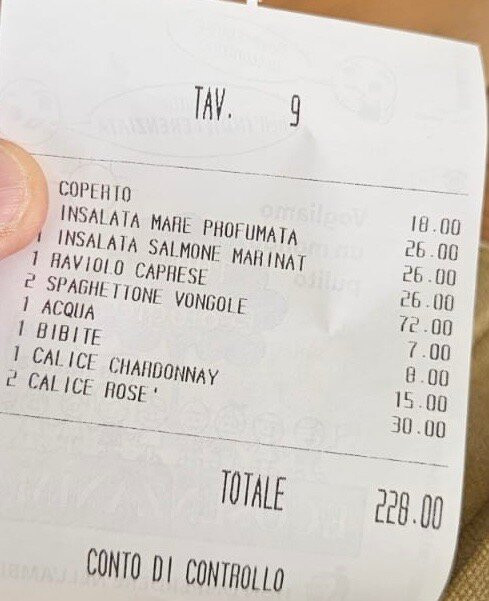 TAV. 9
COPERTO 18.00
INSALATA MARE PROFUMATA 26.00
1 INSALATA SALMONE MARINAT 26.00
1 RAVIOLO CAPRESE 26.00
2 SPAGHETTONE VONGOLE 72.00
1 ACQUA 7.00
1 BIBITE 8.00
1 CALICE CHARDONNAY 15.00
2 CALICE ROSE' 30.00
TOTALE 228.00
CONTO DI CONTROLLO